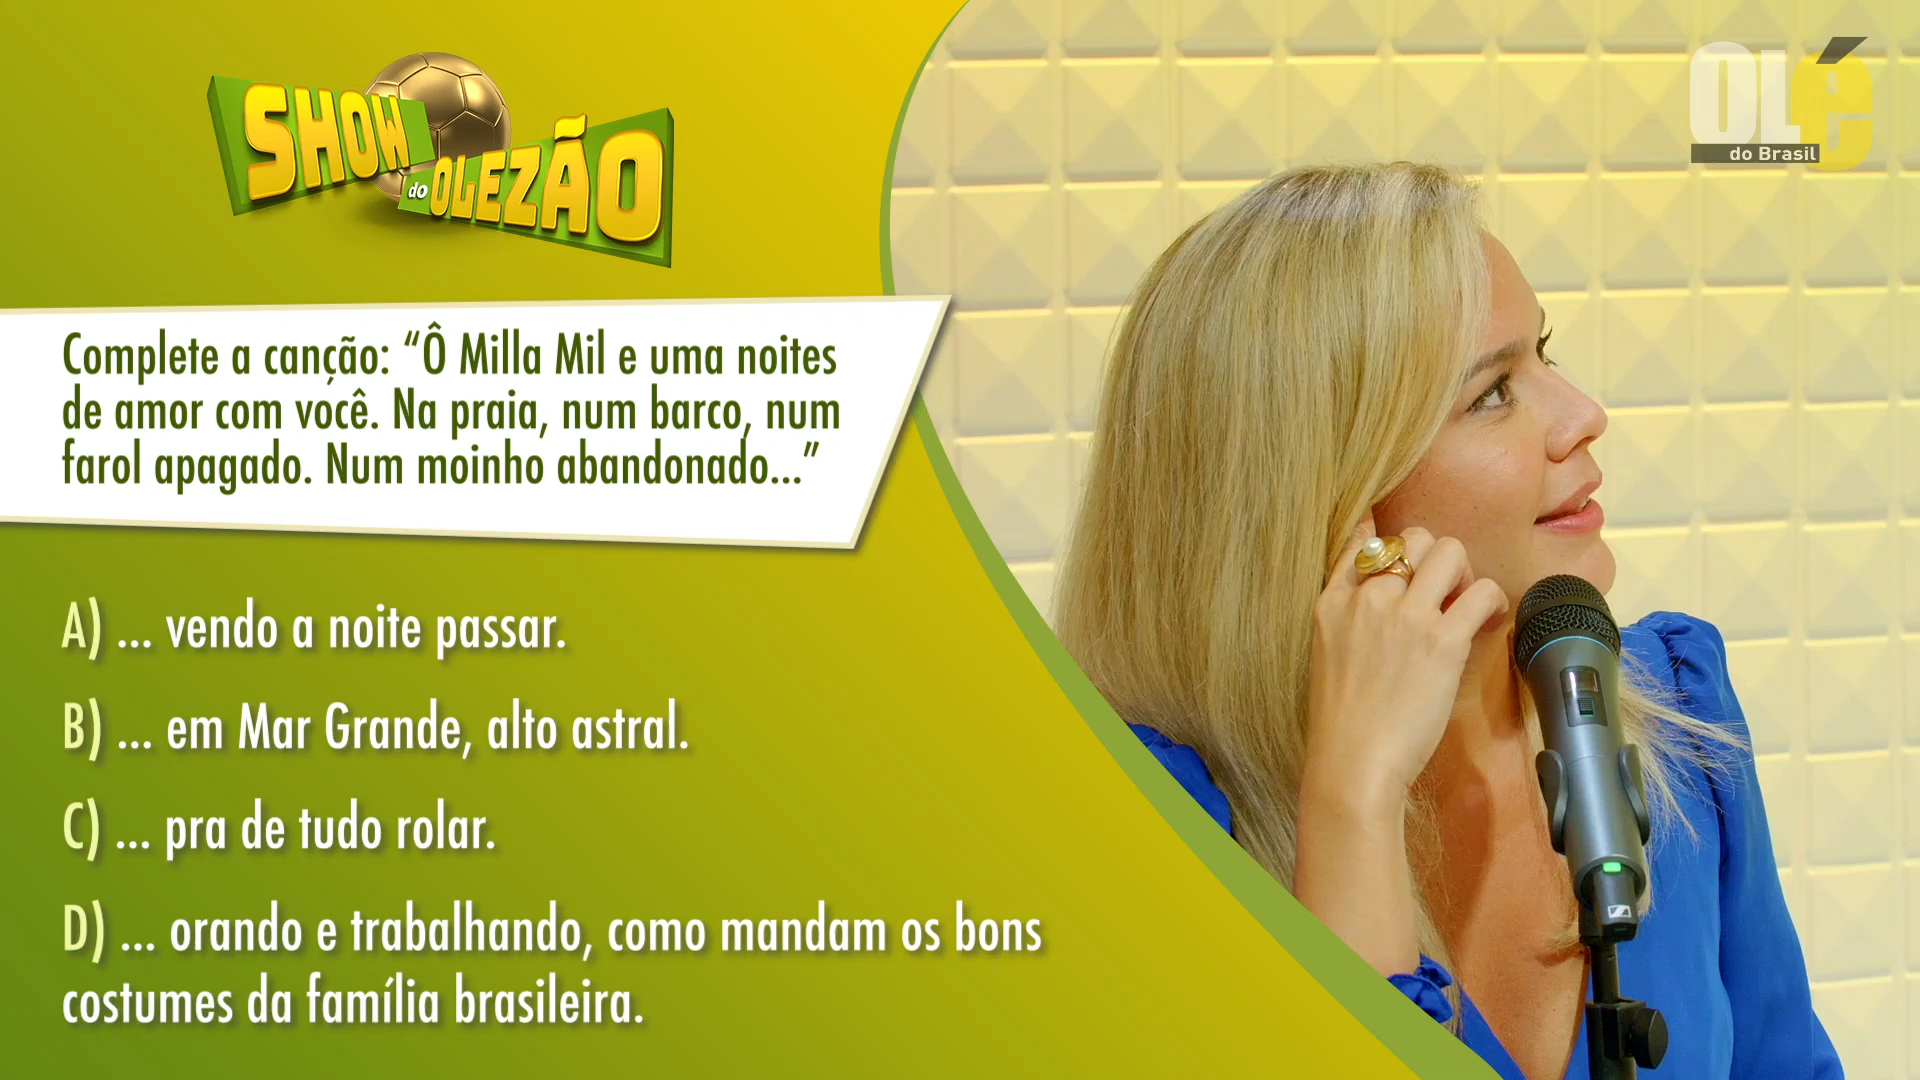 SHOW
do OLEZÃO
OLÉ
do Brasil
Complete a canção: “Ô Milla Mil e uma noites
de amor com você. Na praia, num barco, num
farol apagado. Num moinho abandonado...”
A) ... vendo a noite passar.
B) ... em Mar Grande, alto astral.
C) ... pra de tudo rolar.
D) ... orando e trabalhando, como mandam os bons
costumes da família brasileira.